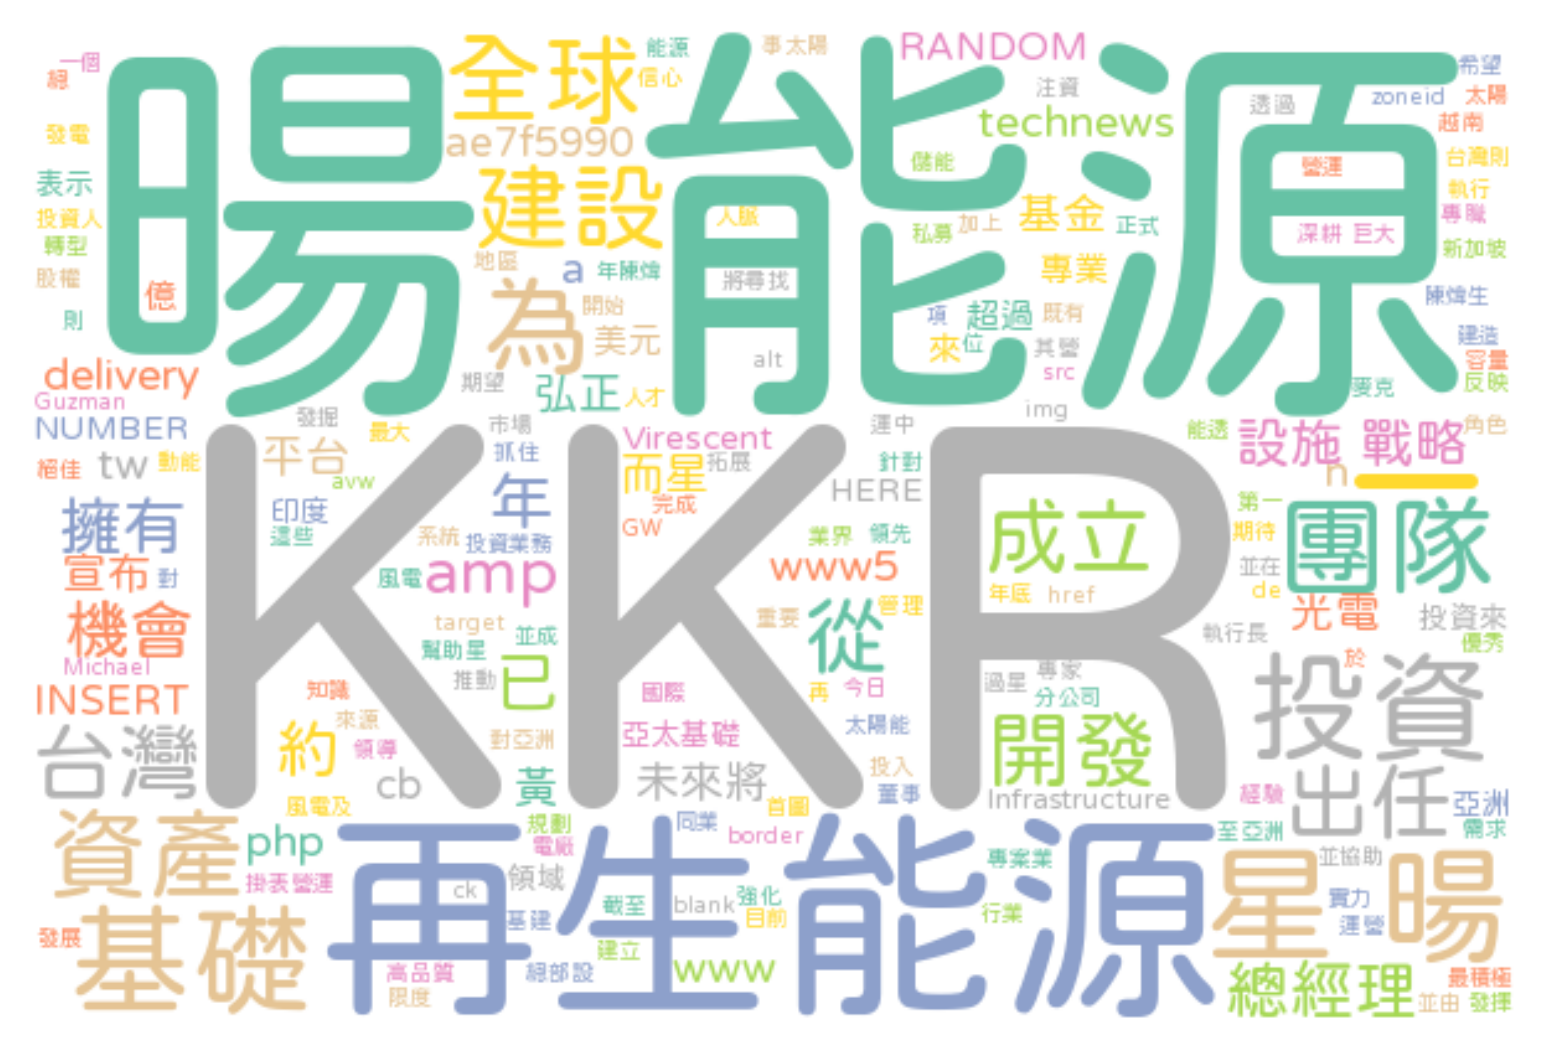 一個
總
發電
表示
投資人
轉型
股權
則
億
暘能源
全球
能源
信心
事太陽
RANDOM
注資
technews
透過
希望
zoneid
太陽
越南
台灣則
執行
專職
新加坡
營運
深耕
巨大
ae7f5990
建設
人脈
儲能
私募
加上
基金
正式
地區
a
年陳煒
將尋找
專業
為
開始
美元
項
超過
既有
陳煒生
建造
容量
反映
delivery
Guzman
NUMBER
期望
弘正
人才
alt
來
位
其營
src
麥克
發掘
最大
市場
img
運中
能透
設施
戰略
角色
KKR
絕佳
tw
動能
平台
avw
抓住
Virescent
而星
拓展
針對
n
一
擁有
印度
這些
年
完成
GW
HERE
成立
第一
期待
團隊
宣布
對
系統
投資業務
業界
領先
並在
de
風電
amp
www5
年底
href
光電
投資來
優秀
機會
Michael
target
並成
重要
從
管理
執行長
INSERT
幫助星
推動
已
國際
再
今日
過星
專家
分公司
於
投資
知識
來源
領導
台灣
約
對亞洲
亞太基礎
太陽能
開發
cb
黃
未來將
投入
董事
Infrastructure
經驗
出任
亞洲
需求
風電及
首圖
資產
php
掛表營運
再生能源
規劃
電廠
同業
border
至亞洲
並協助
領域
ck
專案業
星暘
實力
運營
基礎
基建
截至
blank
強化
目前
行業
發展
建立
高品質
限度
總部設
www
總經理
最積極
並由
發揮